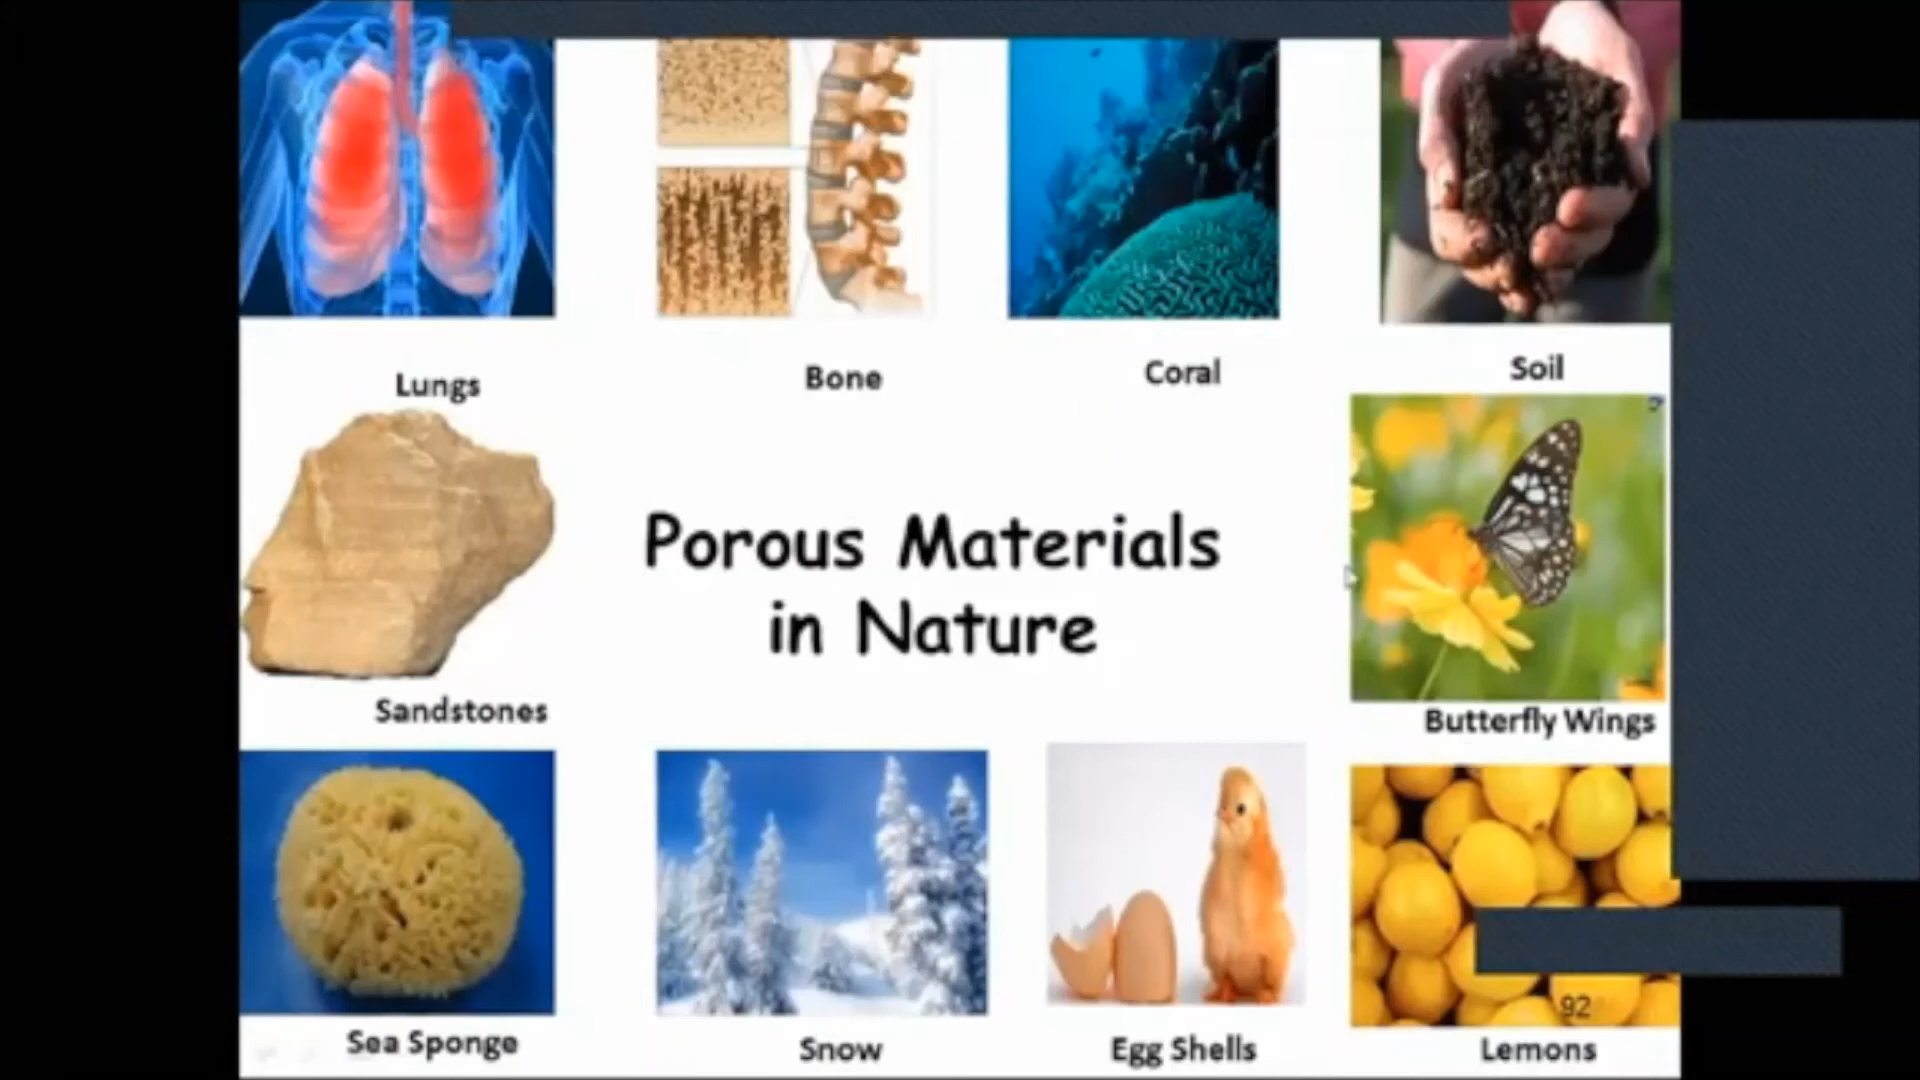 Lungs
Bone
Coral
Soil
Porous Materials
in Nature
Sandstones
Butterfly Wings
Sea Sponge
Snow
Egg Shells
92
Lemons